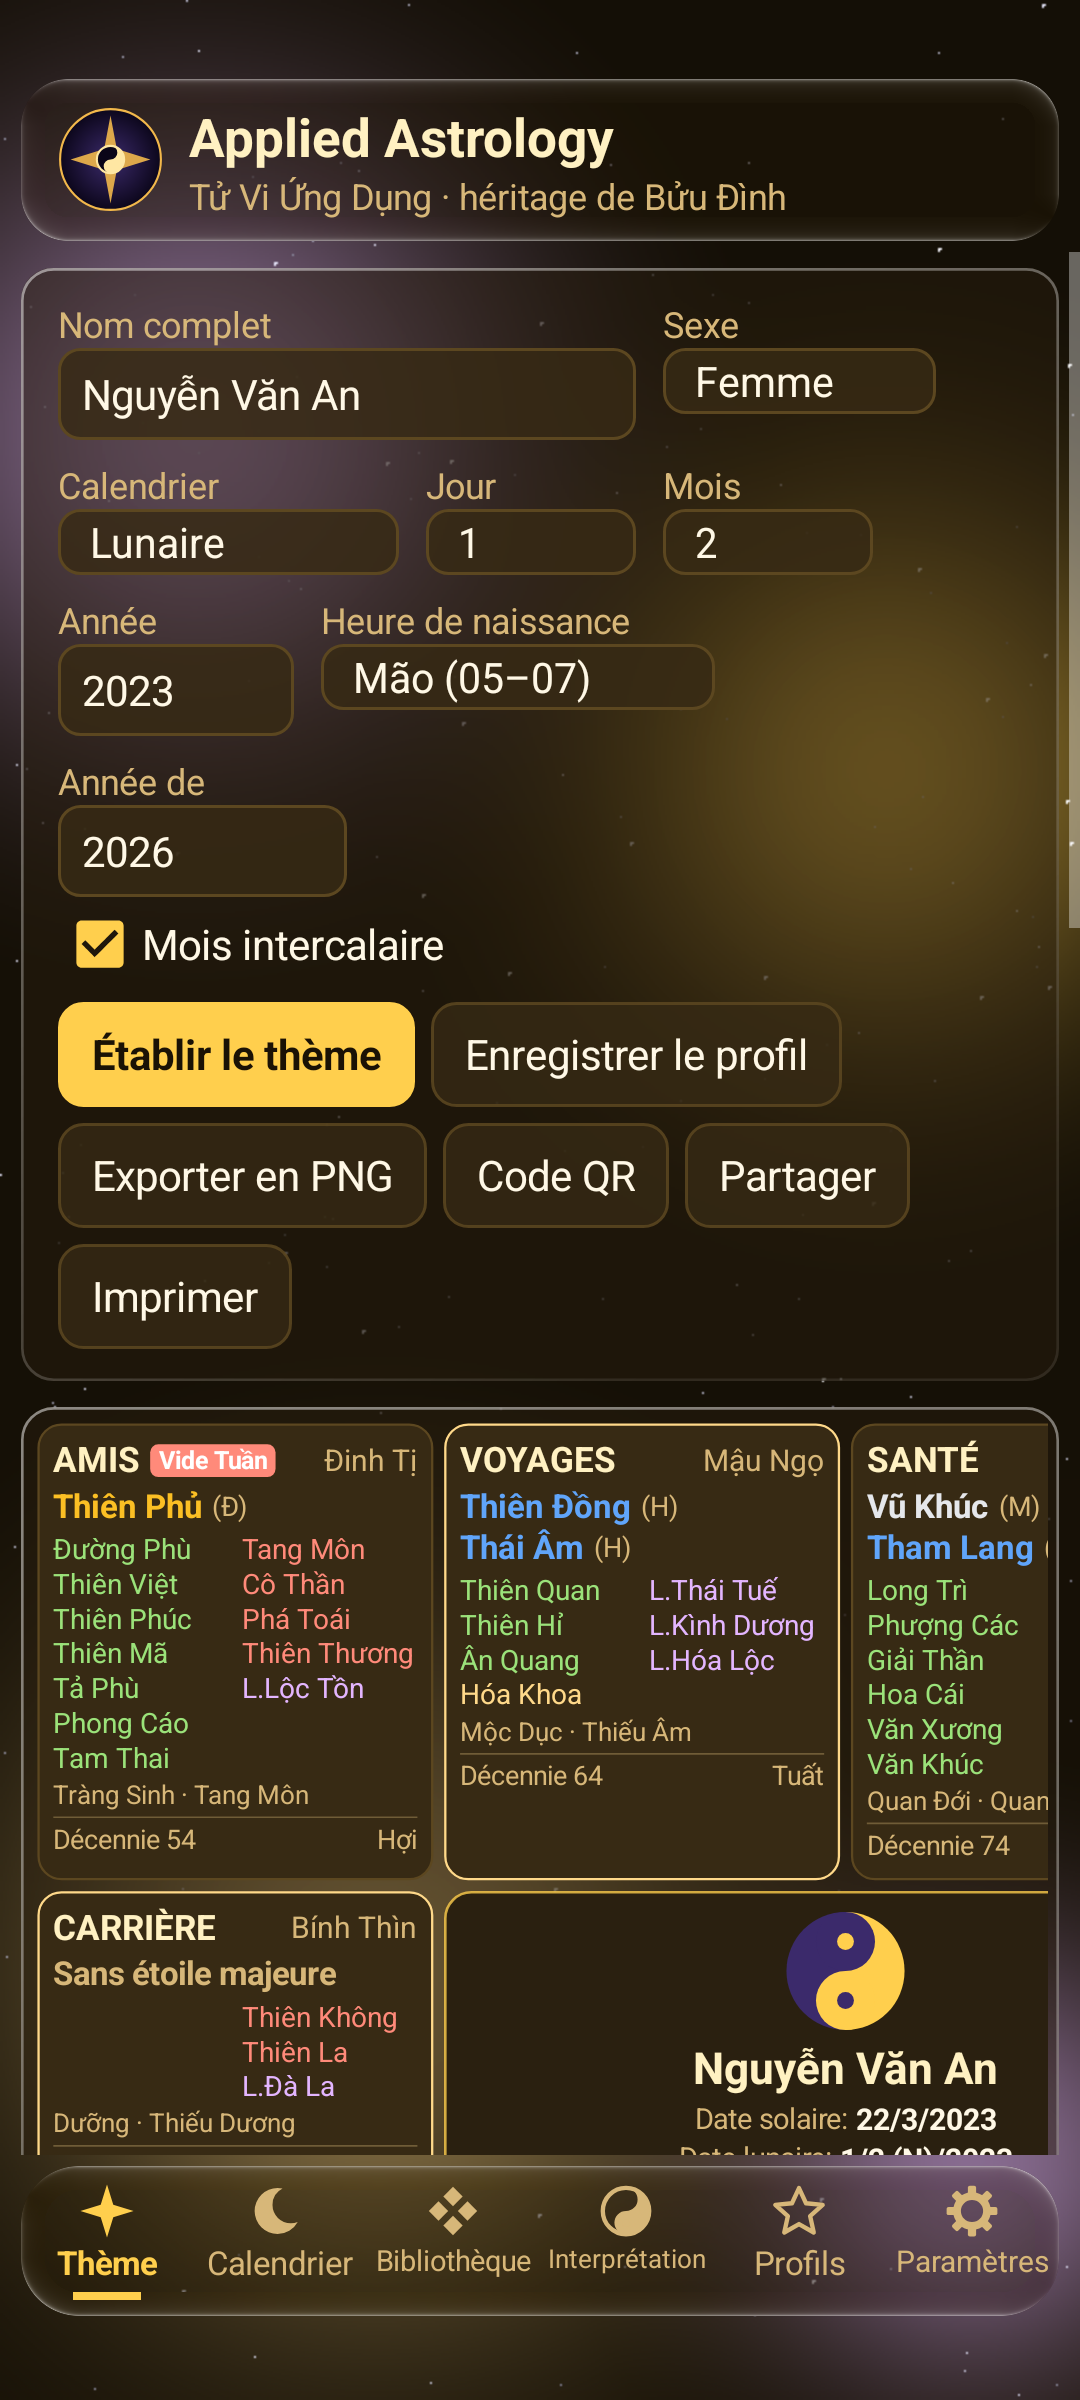 Applied Astrology
Tử Vi Ứng Dụng · héritage de Bửu Đình
Nom complet
Sexe
Nguyễn Văn An
Femme
Calendrier
Jour
Mois
Lunaire
1
2
Année
Heure de naissance
2023
Mão (05–07)
Année de
2026
Mois intercalaire
Établir le thème
Enregistrer le profil
Exporter en PNG
Code QR
Partager
Imprimer
AMIS Vide Tuần Đinh Tị
Thiên Phủ (Đ)
Đường Phù Tang Môn
Thiên Việt Cô Thần
Thiên Phúc Phá Toái
Thiên Mã Thiên Thương
Tả Phù L.Lộc Tồn
Phong Cáo
Tam Thai
Tràng Sinh · Tang Môn
Décennie 54 Hợi
VOYAGES Mậu Ngọ
Thiên Đồng (H)
Thái Âm (H)
Thiên Quan L.Thái Tuế
Thiên Hỉ L.Kình Dương
Ân Quang L.Hóa Lộc
Hóa Khoa
Mộc Dục · Thiếu Âm
Décennie 64 Tuất
SANTÉ
Vũ Khúc (M)
Tham Lang
Long Trì
Phượng Các
Giải Thần
Hoa Cái
Văn Xương
Văn Khúc
Quan Đới · Quan
Décennie 74
CARRIÈRE Bính Thìn
Sans étoile majeure
Thiên Không
Thiên La
L.Đà La
Dưỡng · Thiếu Dương
Nguyễn Văn An
Date solaire: 22/3/2023
Thème
Calendrier
Bibliothèque
Interprétation
Profils
Paramètres